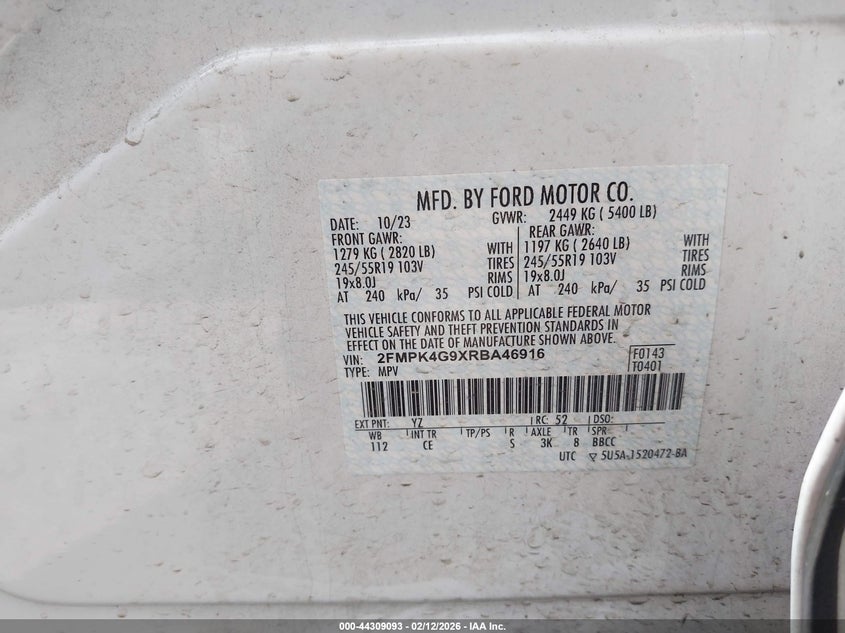 MFD. BY FORD MOTOR CO.
DATE: 10/23 GVWR: 2449 KG ( 5400 LB)
FRONT GAWR: REAR GAWR:
1279 KG ( 2820 LB) WITH 1197 KG ( 2640 LB) WITH
245/55R19 103V TIRES 245/55R19 103V TIRES
19x8.0J RIMS 19x8.0J RIMS
AT 240 kPa/ 35 PSI COLD AT 240 kPa/ 35 PSI COLD
THIS VEHICLE CONFORMS TO ALL APPLICABLE FEDERAL MOTOR
VEHICLE SAFETY AND THEFT PREVENTION STANDARDS IN
EFFECT ON THE DATE OF MANUFACTURE SHOWN ABOVE.
VIN: 2FMPK4G9XRBA46916 F0143
TYPE: MPV T0401
EXT PNT: YZ RC: 52 DSO:
WB INT TR TP/PS R AXLE TR SPR
112 CE S 3K 8 BBCC
UTC 5U5A-1520472-BA
000-44309093 - 02/12/2026 - IAA Inc.